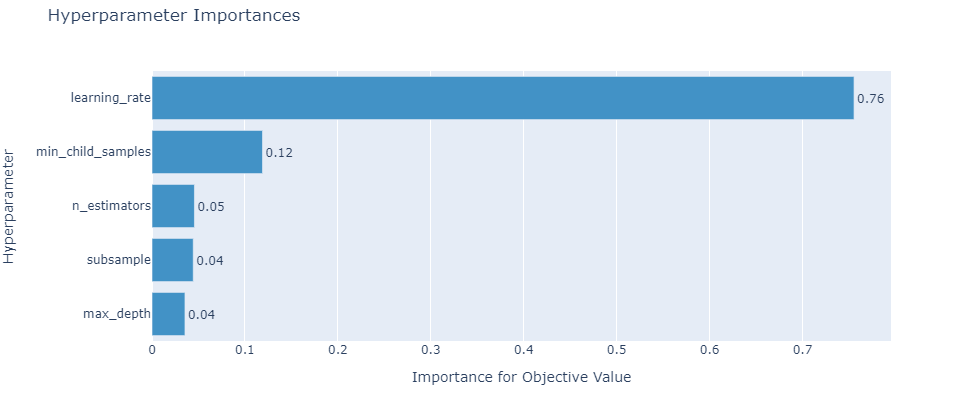 Hyperparameter Importances
Hyperparameter
learning_rate
0.76
min_child_samples
0.12
n_estimators
0.05
subsample
0.04
max_depth
0.04
0 0.1 0.2 0.3 0.4 0.5 0.6 0.7
Importance for Objective Value